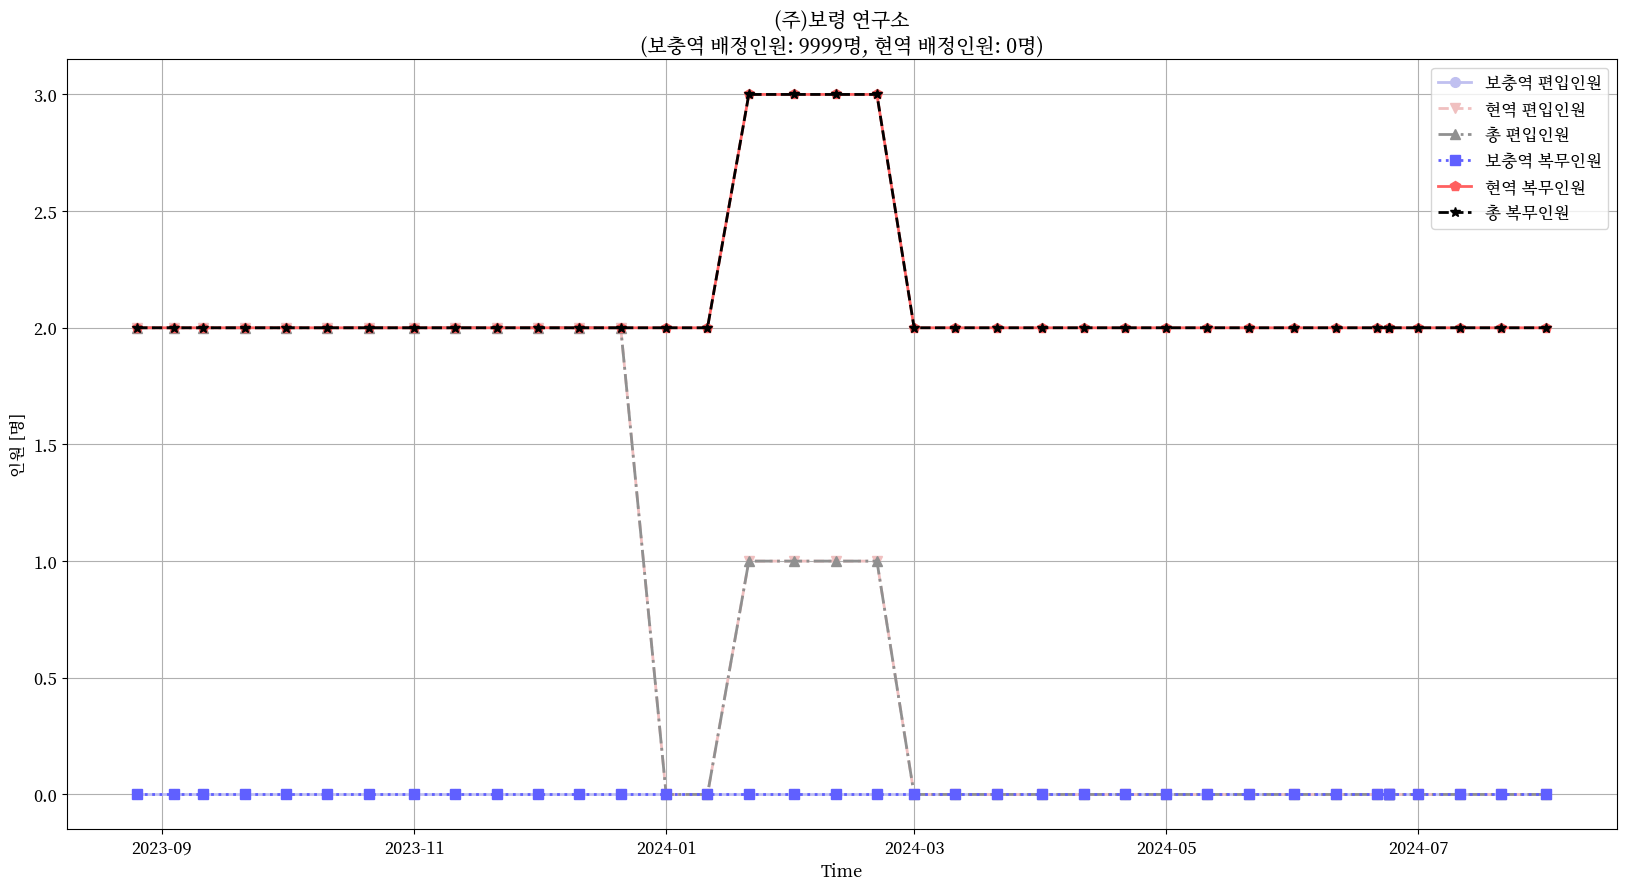 (주)보령 연구소
(보충역 배정인원: 9999명, 현역 배정인원: 0명)
보충역 편입인원
현역 편입인원
총 편입인원
보충역 복무인원
현역 복무인원
총 복무인원
인원 [명]
3.0
2.5
2.0
1.5
1.0
0.5
0.0
2023-09
2023-11
2024-01
2024-03
2024-05
2024-07
Time